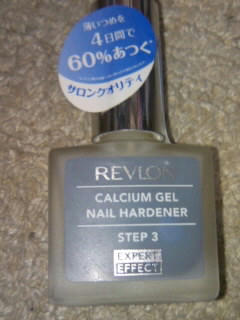 薄いつめを
4日間で
60%あつく*
サロンクオリティ
REVLON
CALCIUM GEL
NAIL HARDENER
STEP 3
EXPERT
EFFECT